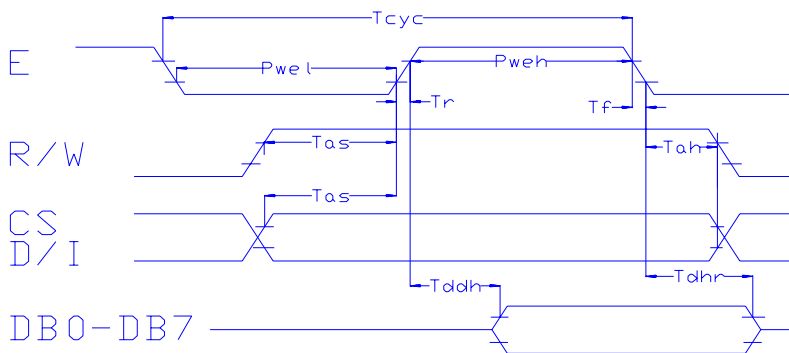 Tcyc
E
Pwel
Pweh
Tr
Tf
R/W
Tas
Tah
Tas
CS
D/I
Tddh
Tdhr
DB0-DB7